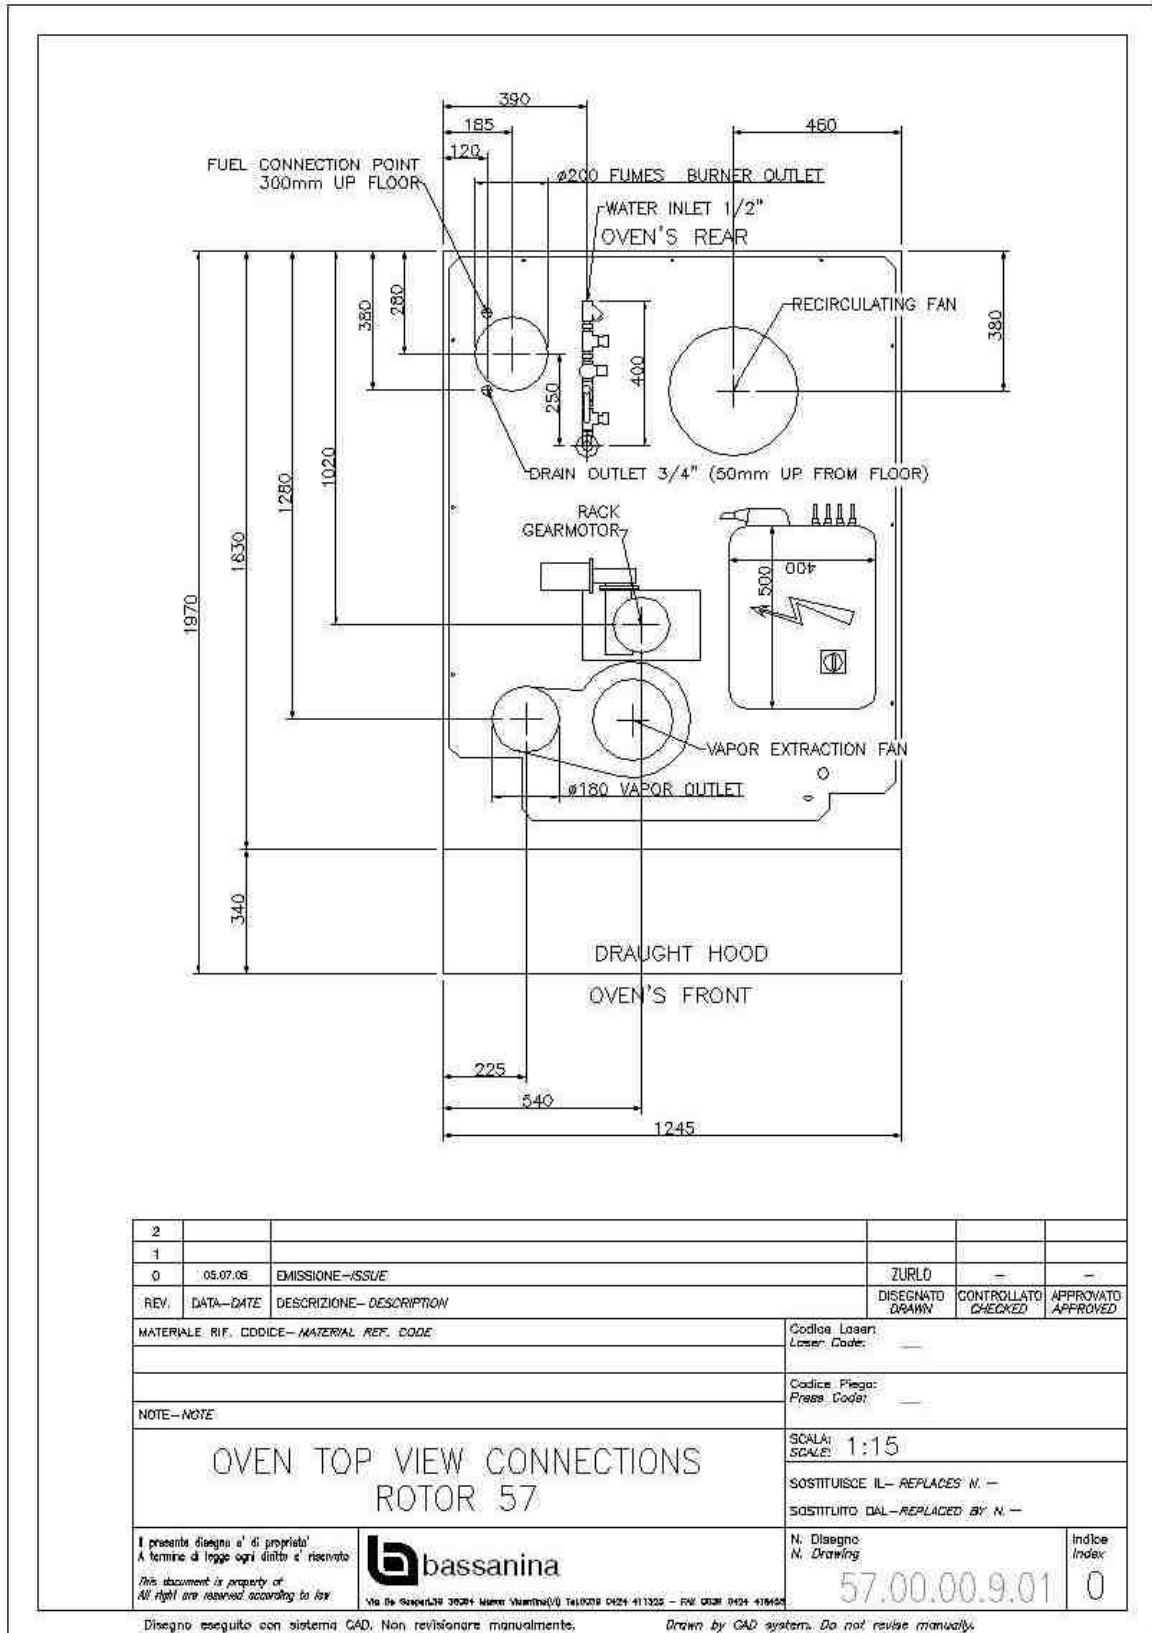 390
185
460
120
FUEL CONNECTION POINT
300mm UP FLOOR
ø200 FUMES BURNER OUTLET
WATER INLET 1/2"
OVEN'S REAR
RECIRCULATING FAN
380
280
380
400
250
1020
1280
1630
1970
DRAIN OUTLET 3/4" (50mm UP FROM FLOOR)
RACK
GEARMOTOR
400
500
VAPOR EXTRACTION FAN
ø180 VAPOR OUTLET
340
DRAUGHT HOOD
OVEN'S FRONT
225
540
1245
2
1
0 05.07.06 EMISSIONE-ISSUE ZURLO - -
REV. DATA-DATE DESCRIZIONE-DESCRIPTION DISEGNATO DRAWN CONTROLLATO CHECKED APPROVATO APPROVED
MATERIALE RIF. CODICE-MATERIAL REF. CODE
Codice Laser:
Laser Code: __
Codice Piega:
Press Code: __
NOTE-NOTE
OVEN TOP VIEW CONNECTIONS
ROTOR 57
SCALA:
SCALE: 1:15
SOSTITUISCE IL-REPLACES N. -
SOSTITUITO DAL-REPLACED BY N. -
I presente disegno e' di proprieta'
A termine di legge ogni diritto e' riservato
This document is property of
All right are reserved according to law
b bassanina
N. Disegno
N. Drawing
57.00.00.9.01
Indice
Index
0
Disegno eseguito con sistema CAD. Non revisionare manualmente. Drawn by CAD system. Do not revise manually.